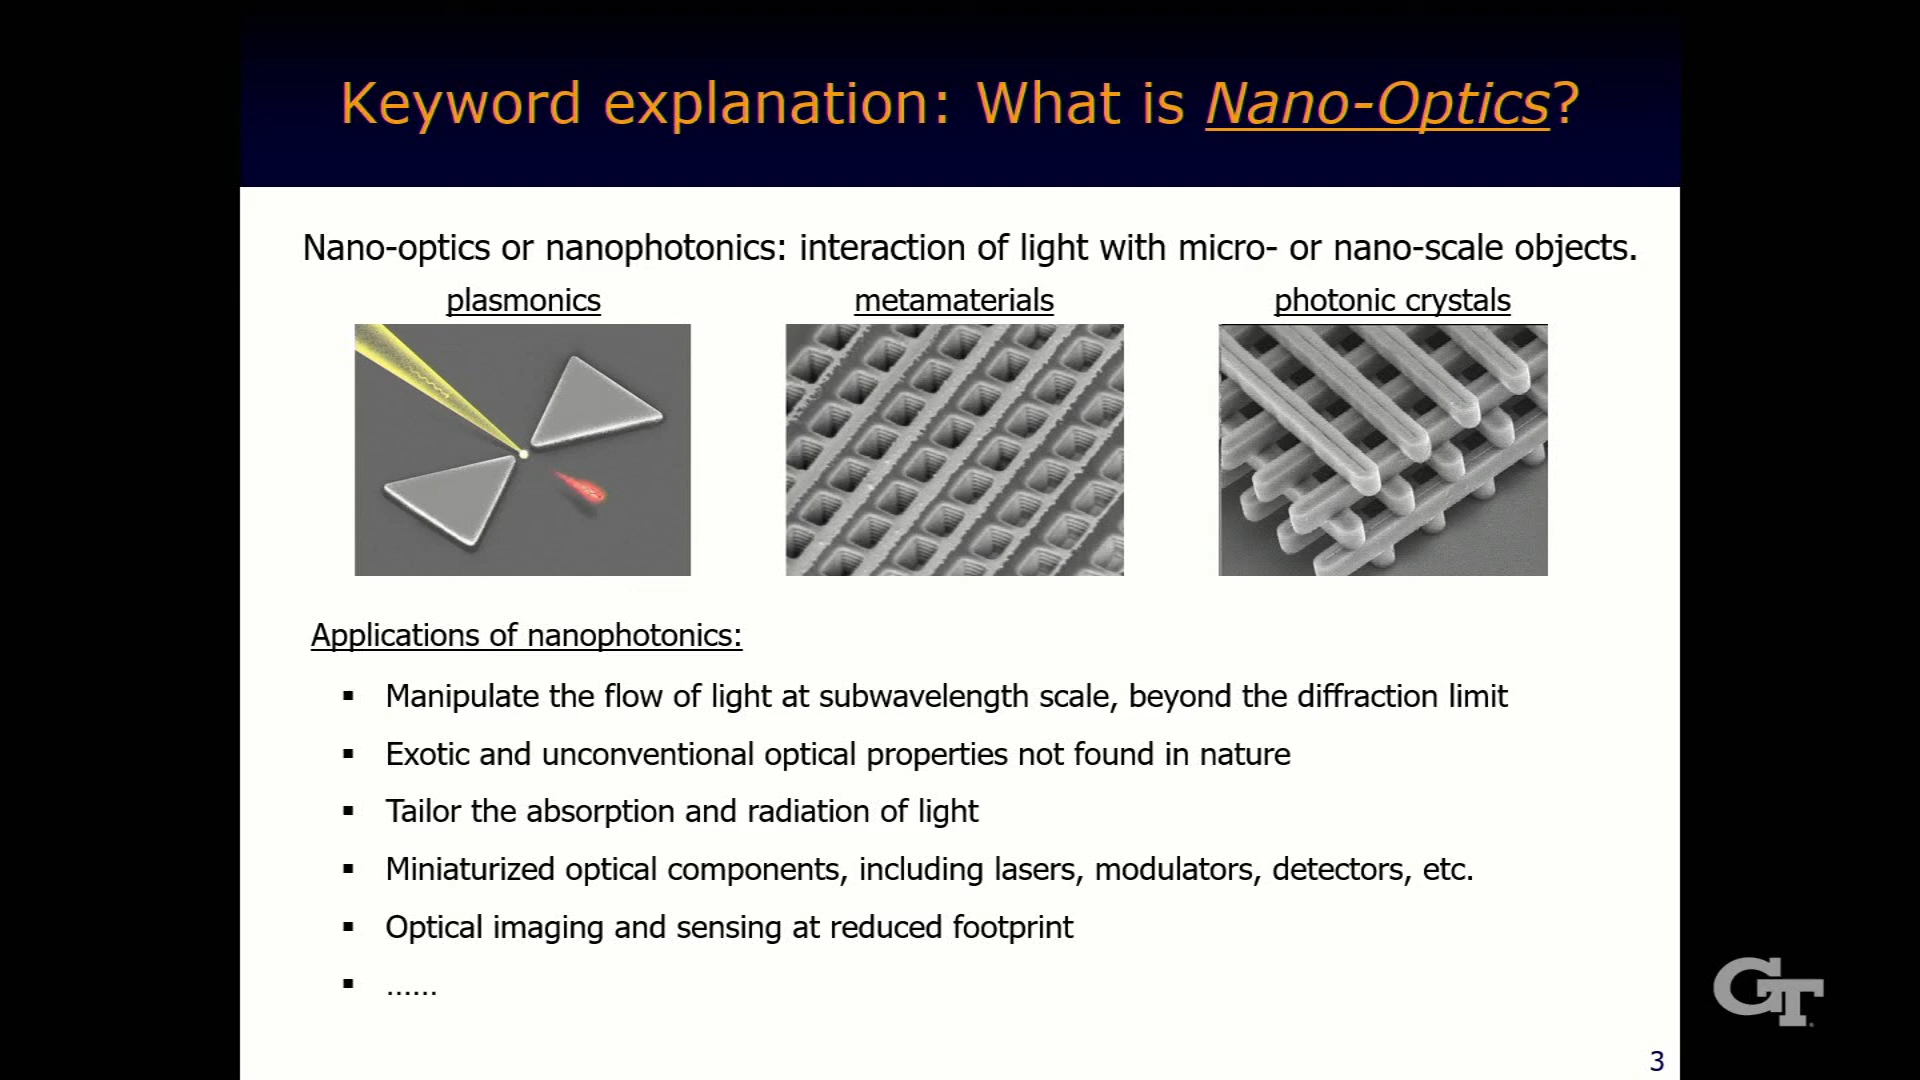 Keyword explanation: What is Nano-Optics?
Nano-optics or nanophotonics: interaction of light with micro- or nano-scale objects.
plasmonics
metamaterials
photonic crystals
Applications of nanophotonics:
▪ Manipulate the flow of light at subwavelength scale, beyond the diffraction limit
▪ Exotic and unconventional optical properties not found in nature
▪ Tailor the absorption and radiation of light
▪ Miniaturized optical components, including lasers, modulators, detectors, etc.
▪ Optical imaging and sensing at reduced footprint
▪ ......
GT
3